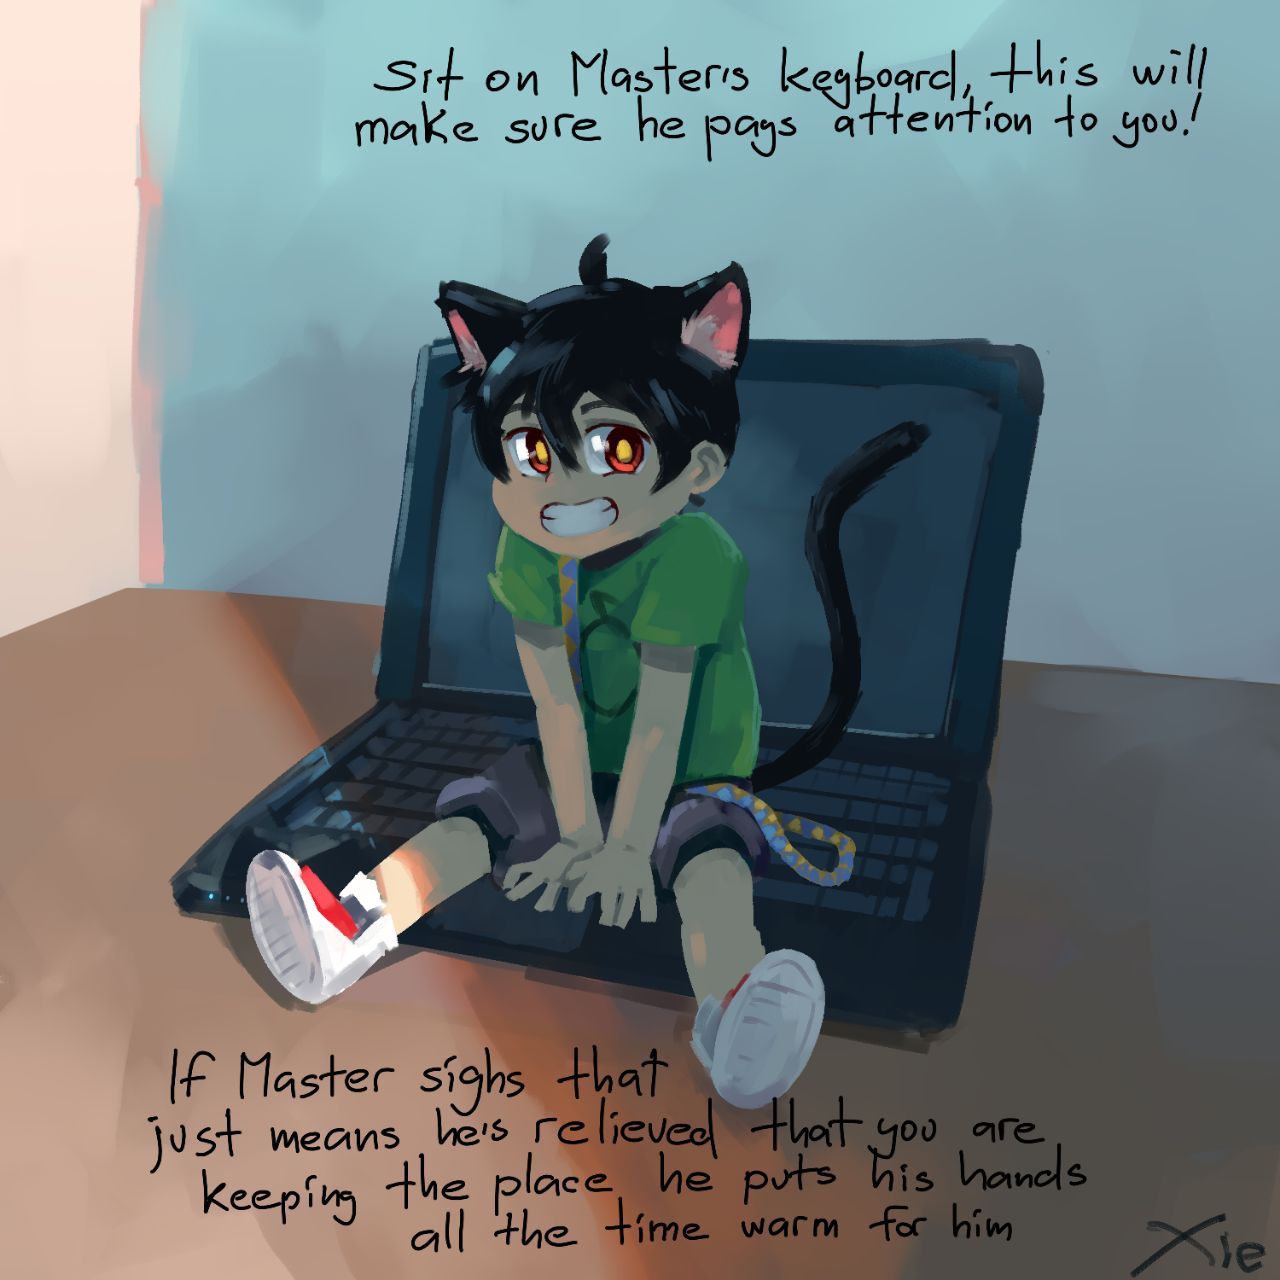 Sit on Master's keyboard, this will
make sure he pays attention to you!
If Master sighs that
just means he's relieved that you are
keeping the place he puts his hands
all the time warm for him
Xie